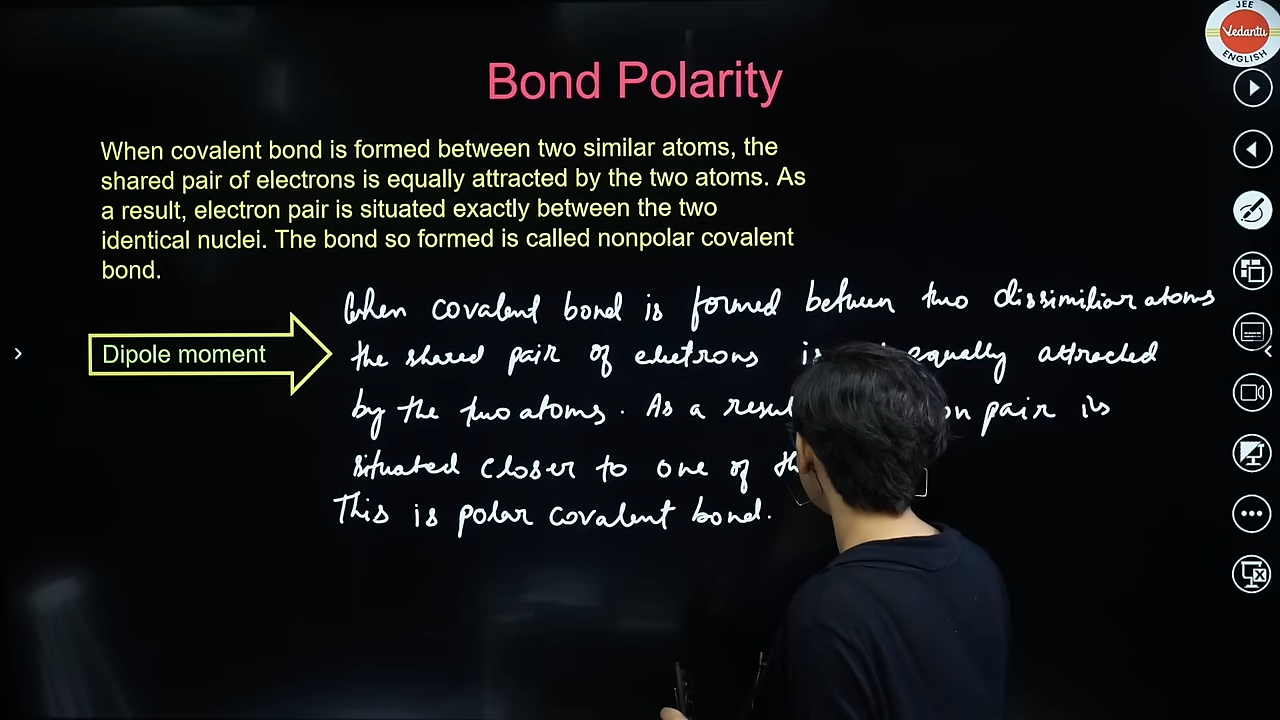 JEE
Vedantu
ENGLISH
Bond Polarity
When covalent bond is formed between two similar atoms, the
shared pair of electrons is equally attracted by the two atoms. As
a result, electron pair is situated exactly between the two
identical nuclei. The bond so formed is called nonpolar covalent
bond.
Dipole moment
When covalent bond is formed between two dissimiliar atoms
the shared pair of electrons is equally attracted
by the two atoms. As a pair is
situated closer to one of
This is polar covalent bond.